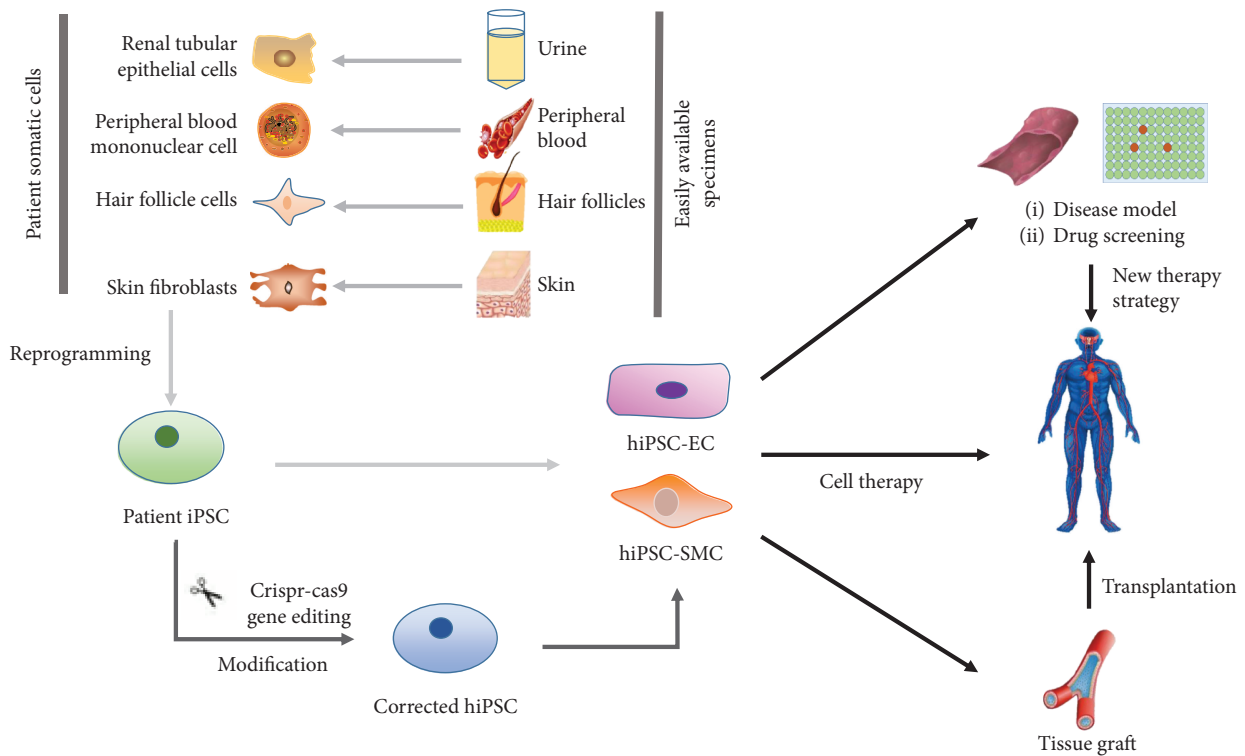 Patient somatic cells
Renal tubular
epithelial cells
Urine
Peripheral blood
mononuclear cell
Peripheral
blood
Hair follicle cells
Hair follicles
Skin fibroblasts
Skin
Easily available
specimens
Reprogramming
Patient iPSC
Crispr-cas9
gene editing
Modification
Corrected hiPSC
hiPSC-EC
hiPSC-SMC
(i) Disease model
(ii) Drug screening
New therapy
strategy
Cell therapy
Transplantation
Tissue graft